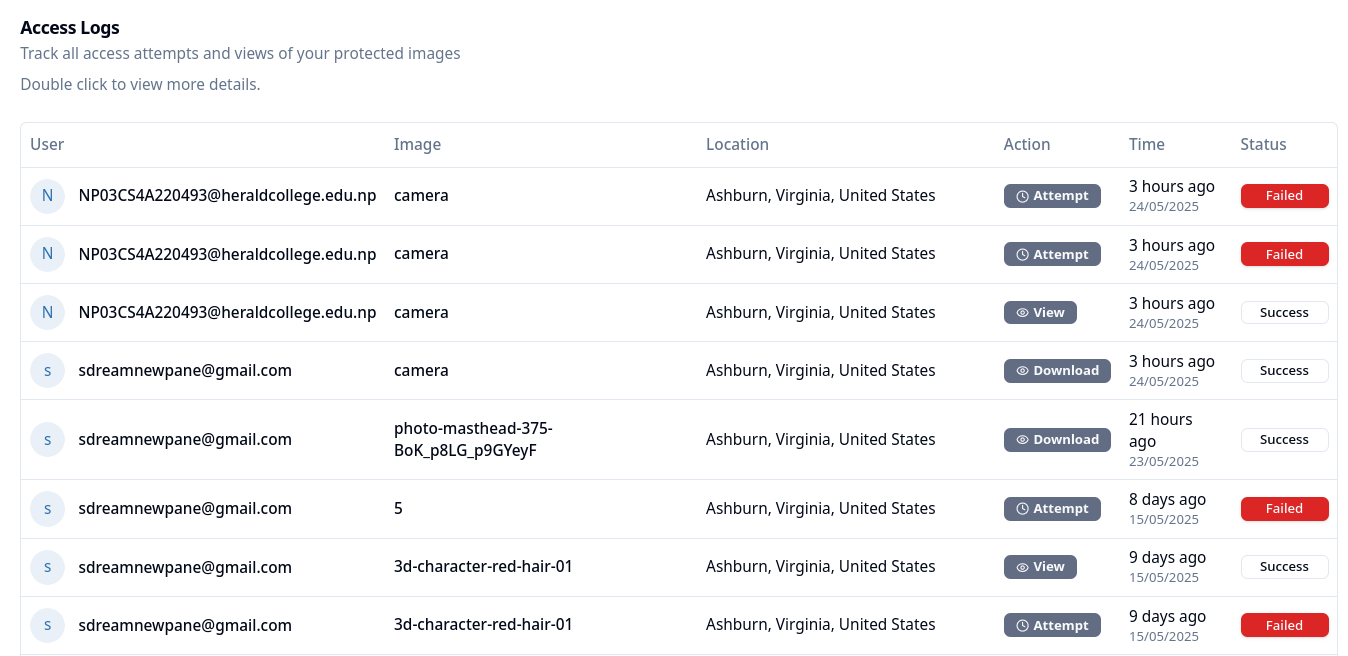 Access Logs
Track all access attempts and views of your protected images
Double click to view more details.
User Image Location Action Time Status
N NP03CS4A220493@heraldcollege.edu.np camera Ashburn, Virginia, United States Attempt 3 hours ago 24/05/2025 Failed
N NP03CS4A220493@heraldcollege.edu.np camera Ashburn, Virginia, United States Attempt 3 hours ago 24/05/2025 Failed
N NP03CS4A220493@heraldcollege.edu.np camera Ashburn, Virginia, United States View 3 hours ago 24/05/2025 Success
s sdreamnewpane@gmail.com camera Ashburn, Virginia, United States Download 3 hours ago 24/05/2025 Success
s sdreamnewpane@gmail.com photo-masthead-375-BoK_p8LG_p9GYeyF Ashburn, Virginia, United States Download 21 hours ago 23/05/2025 Success
s sdreamnewpane@gmail.com 5 Ashburn, Virginia, United States Attempt 8 days ago 15/05/2025 Failed
s sdreamnewpane@gmail.com 3d-character-red-hair-01 Ashburn, Virginia, United States View 9 days ago 15/05/2025 Success
s sdreamnewpane@gmail.com 3d-character-red-hair-01 Ashburn, Virginia, United States Attempt 9 days ago 15/05/2025 Failed